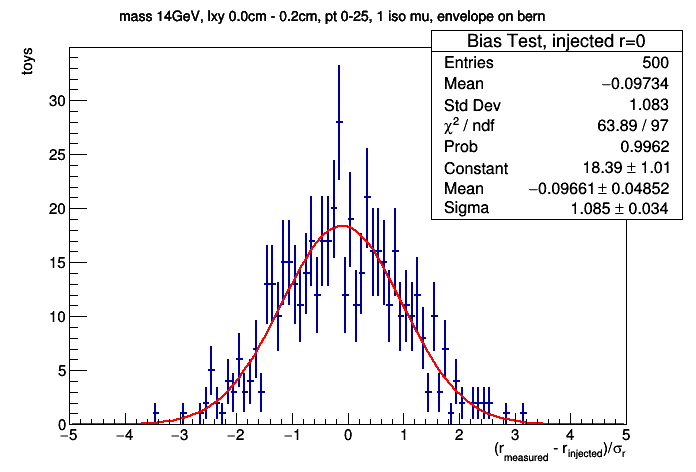 mass 14GeV, lxy 0.0cm - 0.2cm, pt 0-25, 1 iso mu, envelope on bern
Bias Test, injected r=0
Entries 500
Mean −0.09734
Std Dev 1.083
χ² / ndf 63.89 / 97
Prob 0.9962
Constant 18.39 ± 1.01
Mean −0.09661 ± 0.04852
Sigma 1.085 ± 0.034
toys
30
25
20
15
10
5
0
−5 −4 −3 −2 −1 0 1 2 3 4 5
(r_measured - r_injected)/σ_r